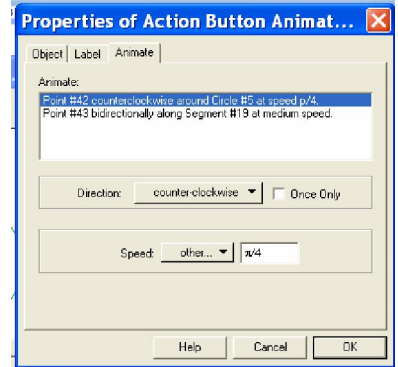 Properties of Action Button Animat...
Object Label Animate
Animate:
Point #42 counterclockwise around Circle #5 at speed p/4.
Point #43 bidirectionally along Segment #19 at medium speed.
Direction: counter-clockwise Once Only
Speed: other... π/4
Help Cancel OK